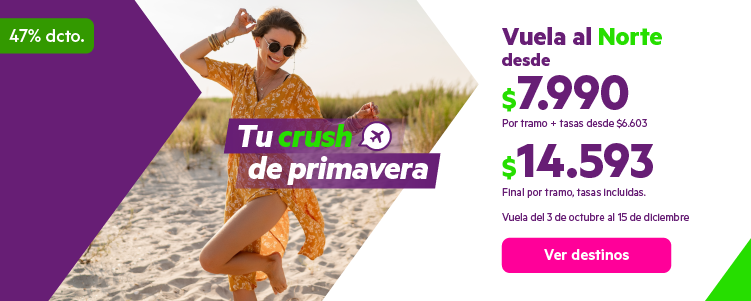 47% dcto.
Tu crush
de primavera
Vuela al Norte
desde
$7.990
Por tramo + tasas desde $6.603
$14.593
Final por tramo, tasas incluidas.
Vuela del 3 de octubre al 15 de diciembre
Ver destinos